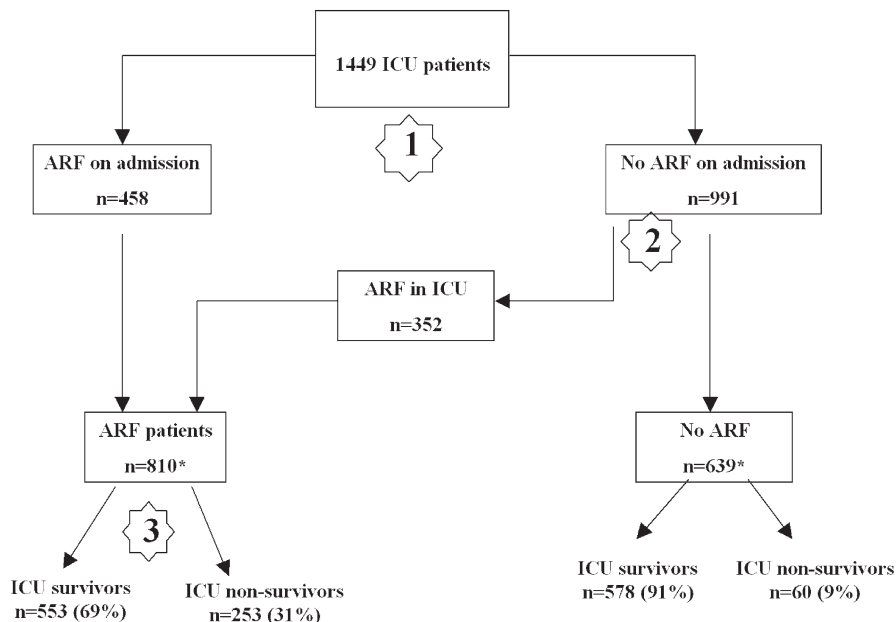 1449 ICU patients
1
ARF on admission
n=458
No ARF on admission
n=991
2
ARF in ICU
n=352
ARF patients
n=810*
No ARF
n=639*
3
ICU survivors
n=553 (69%)
ICU non-survivors
n=253 (31%)
ICU survivors
n=578 (91%)
ICU non-survivors
n=60 (9%)